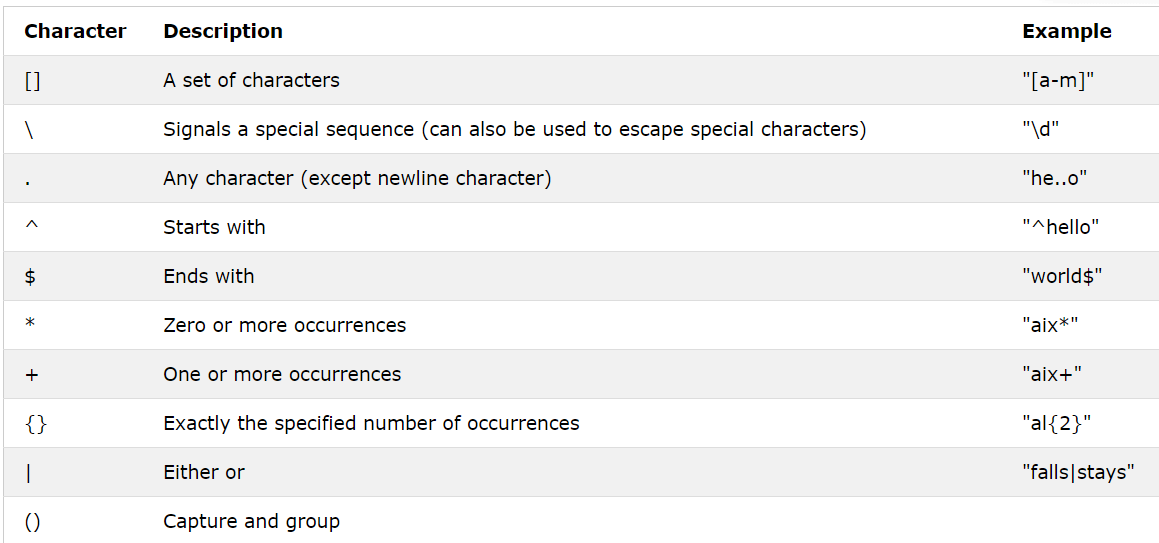 Character Description Example
[] A set of characters "[a-m]"
\ Signals a special sequence (can also be used to escape special characters) "\d"
. Any character (except newline character) "he..o"
^ Starts with "^hello"
$ Ends with "world$"
* Zero or more occurrences "aix*"
+ One or more occurrences "aix+"
{} Exactly the specified number of occurrences "al{2}"
| Either or "falls|stays"
() Capture and group